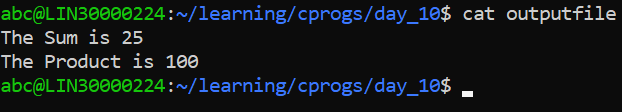 abc@LIN30000224:~/learning/cprogs/day_10$ cat outputfile
The Sum is 25
The Product is 100
abc@LIN30000224:~/learning/cprogs/day_10$